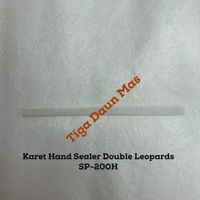 Tiga Daun Mas
Karet Hand Sealer Double Leopards
SP-200H